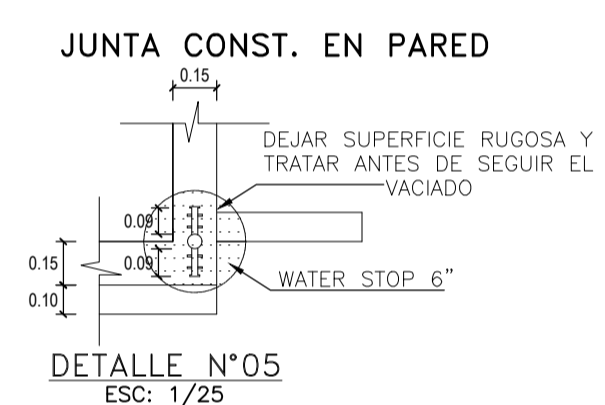 JUNTA CONST. EN PARED
0.15
DEJAR SUPERFICIE RUGOSA Y
TRATAR ANTES DE SEGUIR EL
VACIADO
0.09
0.15
0.09
0.10
WATER STOP 6”
DETALLE N°05
ESC: 1/25